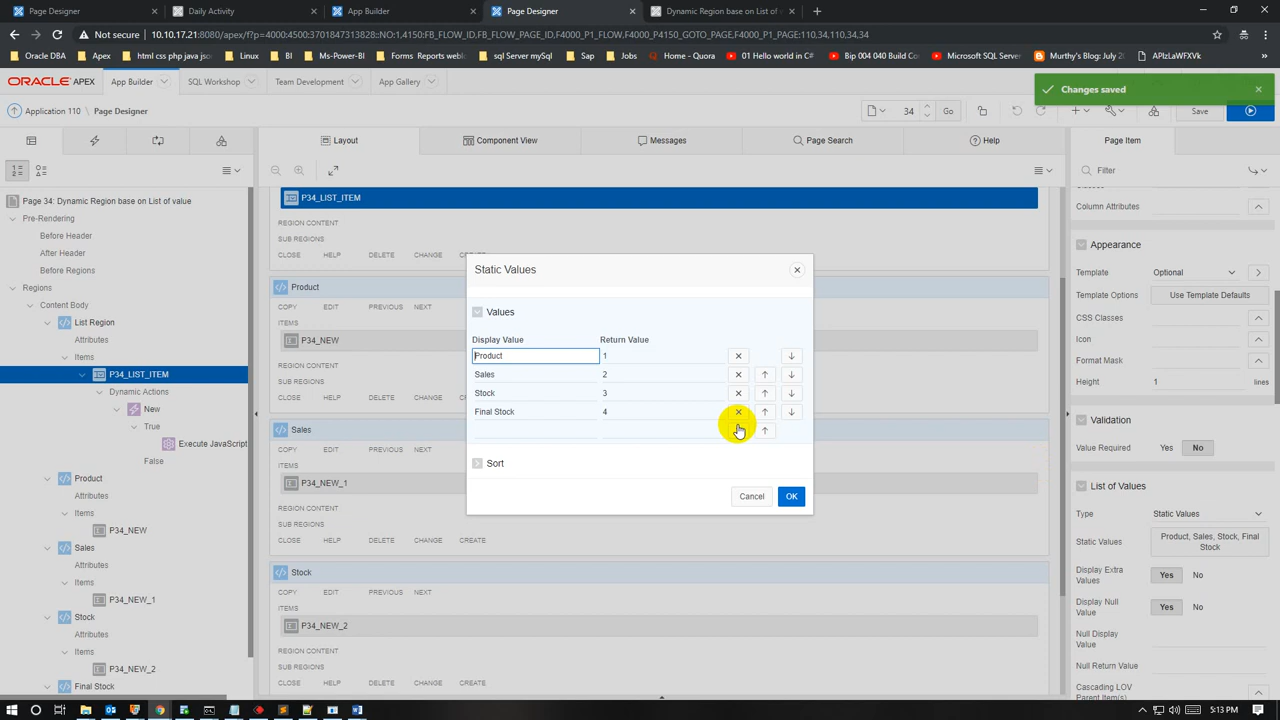 Page Designer
Daily Activity
App Builder
Page Designer
Dynamic Region base on List of v
Not secure
10.10.17.21:8080/apex/f?p=4000:4500:3701847313828::NO:1,4150:FB_FLOW_ID,FB_FLOW_PAGE_ID,F4000_P1_FLOW,F4000_P4150_GOTO_PAGE,F4000_P1_PAGE:110,34,110,34,34
Oracle DBA
Apex
html css php java jsc
Linux
BI
Ms-Power-BI
Forms Reports weblo
sql Server MySql
Sap
Jobs
Home - Quora
01 Hello world in C#
Bip 004 040 Build Co
Microsoft SQL Server
Murthy's Blog: July 20
APIzLaWFXVk
ORACLE APEX
App Builder
SQL Workshop
Team Development
App Gallery
Changes saved
Application 110
Page Designer
34
Go
Save
Layout
Component View
Messages
Page Search
Help
Page Item
Page 34: Dynamic Region base on List of value
Pre-Rendering
Before Header
After Header
Before Regions
Regions
Content Body
List Region
Attributes
Items
P34_LIST_ITEM
Dynamic Actions
New
True
Execute JavaScript
False
Product
Attributes
Items
P34_NEW
Sales
Attributes
Items
P34_NEW_1
Stock
Attributes
Items
P34_NEW_2
Final Stock
P34_LIST_ITEM
REGION CONTENT
SUB REGIONS
CLOSE HELP DELETE CHANGE CREATE
Product
COPY EDIT PREVIOUS NEXT
ITEMS
P34_NEW
REGION CONTENT
SUB REGIONS
CLOSE
Sales
COPY
ITEMS
P34_NEW_1
REGION CONTENT
SUB REGIONS
CLOSE HELP DELETE CHANGE CREATE
Stock
COPY EDIT PREVIOUS NEXT
ITEMS
P34_NEW_2
REGION CONTENT
SUB REGIONS
CLOSE HELP DELETE CHANGE CREATE
Static Values
Values
Display Value Return Value
Product 1
Sales 2
Stock 3
Final Stock 4
Sort
Cancel
OK
Filter
Column Attributes
Appearance
Template Optional
Template Options Use Template Defaults
CSS Classes
Icon
Format Mask
Height 1 lines
Validation
Value Required Yes No
List of Values
Type Static Values
Static Values Product, Sales, Stock, Final Stock
Display Extra Values Yes No
Display Null Value Yes No
Null Display Value
Null Return Value
Cascading LOV Parent Item(s)
5:13 PM